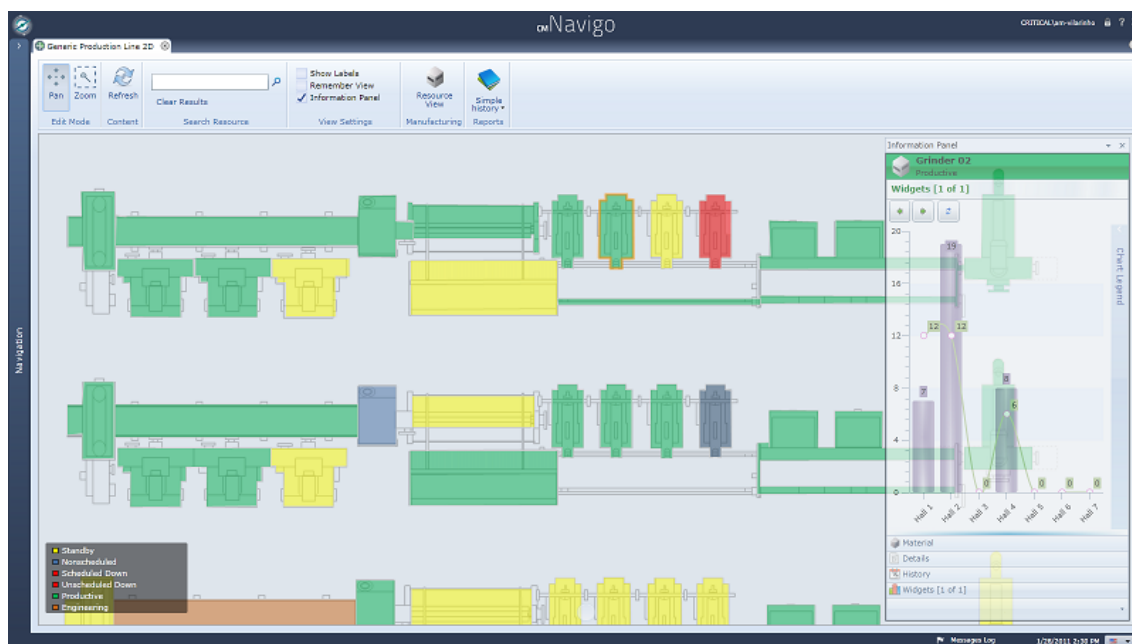 cmNavigo
CRITICAL\am-vilarinho
?
Generic Production Line 2D
Pan
Zoom
Refresh
Clear Results
Show Labels
Remember View
Information Panel
Resource
View
Simple
history
Edit Mode
Content
Search Resource
View Settings
Manufacturing
Reports
Navigation
Information Panel
Grinder 02
Productive
Widgets [1 of 1]
Chart Legend
20
16
12
8
4
0
7
19
12
12
8
6
0
0
0
0
Hall 1
Hall 2
Hall 3
Hall 4
Hall 5
Hall 6
Hall 7
Material
Details
History
Widgets [1 of 1]
Standby
Nonscheduled
Scheduled Down
Unscheduled Down
Productive
Engineering
Messages Log
1/28/2011 2:30 PM